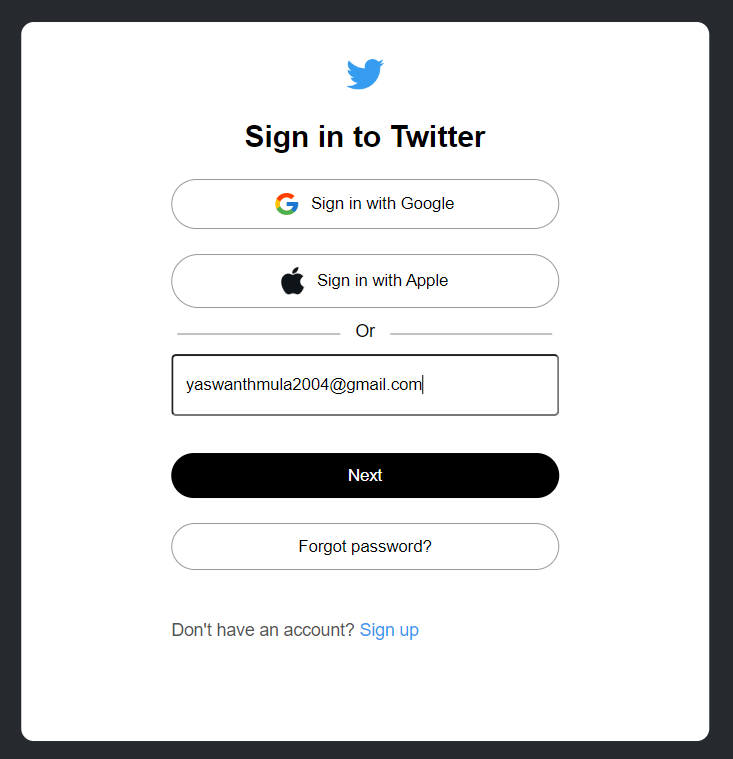 Sign in to Twitter
Sign in with Google
Sign in with Apple
Or
yaswanthmula2004@gmail.com
Next
Forgot password?
Don't have an account? Sign up